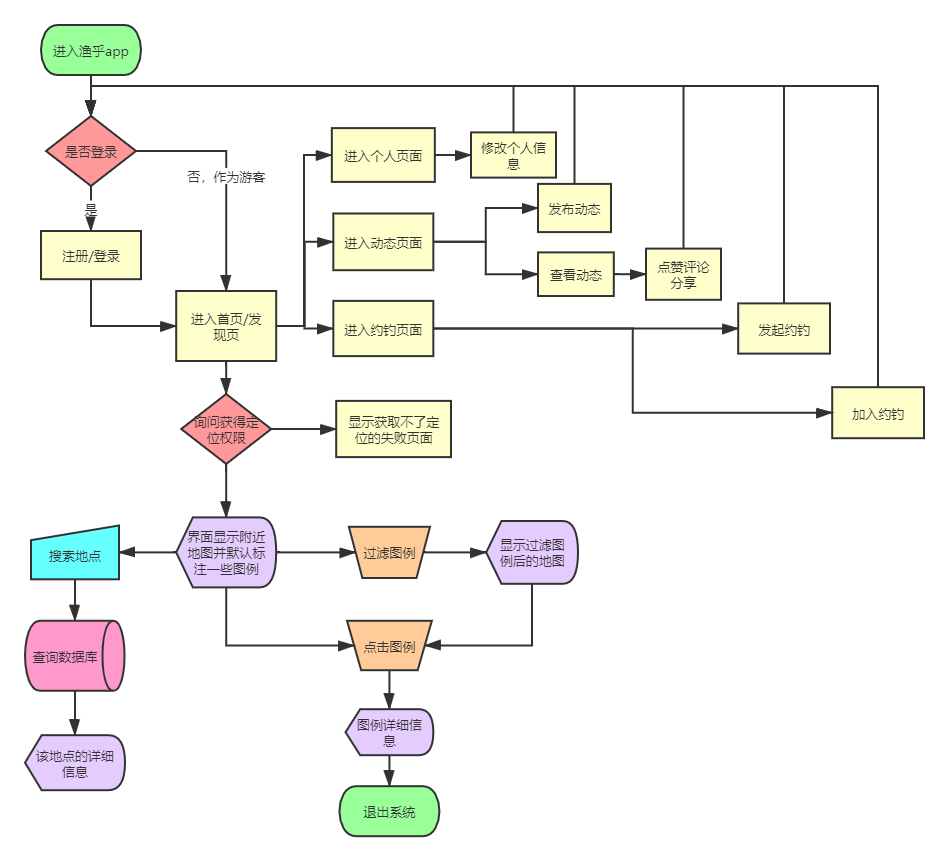 进入渔乎app
是否登录
否，作为游客
是
注册/登录
进入首页/发
现页
进入个人页面
修改个人信
息
进入动态页面
发布动态
查看动态
点赞评论
分享
进入约钓页面
发起约钓
加入约钓
询问获得定
位权限
显示获取不了定
位的失败页面
界面显示附近
地图并默认标
注一些图例
搜索地点
过滤图例
显示过滤图
例后的地图
查询数据库
点击图例
该地点的详细
信息
图例详细信
息
退出系统